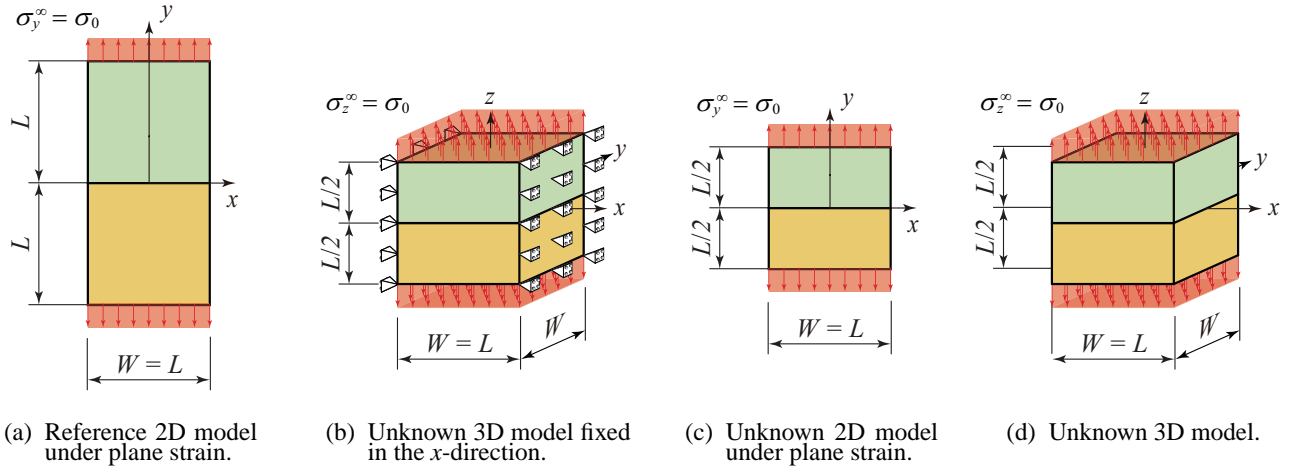 σ_y^∞ = σ_0
y
L
L
x
W = L
(a) Reference 2D model
under plane strain.
σ_z^∞ = σ_0
z
y
x
L/2
L/2
W = L
W
(b) Unknown 3D model fixed
in the x-direction.
σ_y^∞ = σ_0
y
L/2
L/2
x
W = L
(c) Unknown 2D model
under plane strain.
σ_z^∞ = σ_0
z
y
x
L/2
L/2
W = L
W
(d) Unknown 3D model.